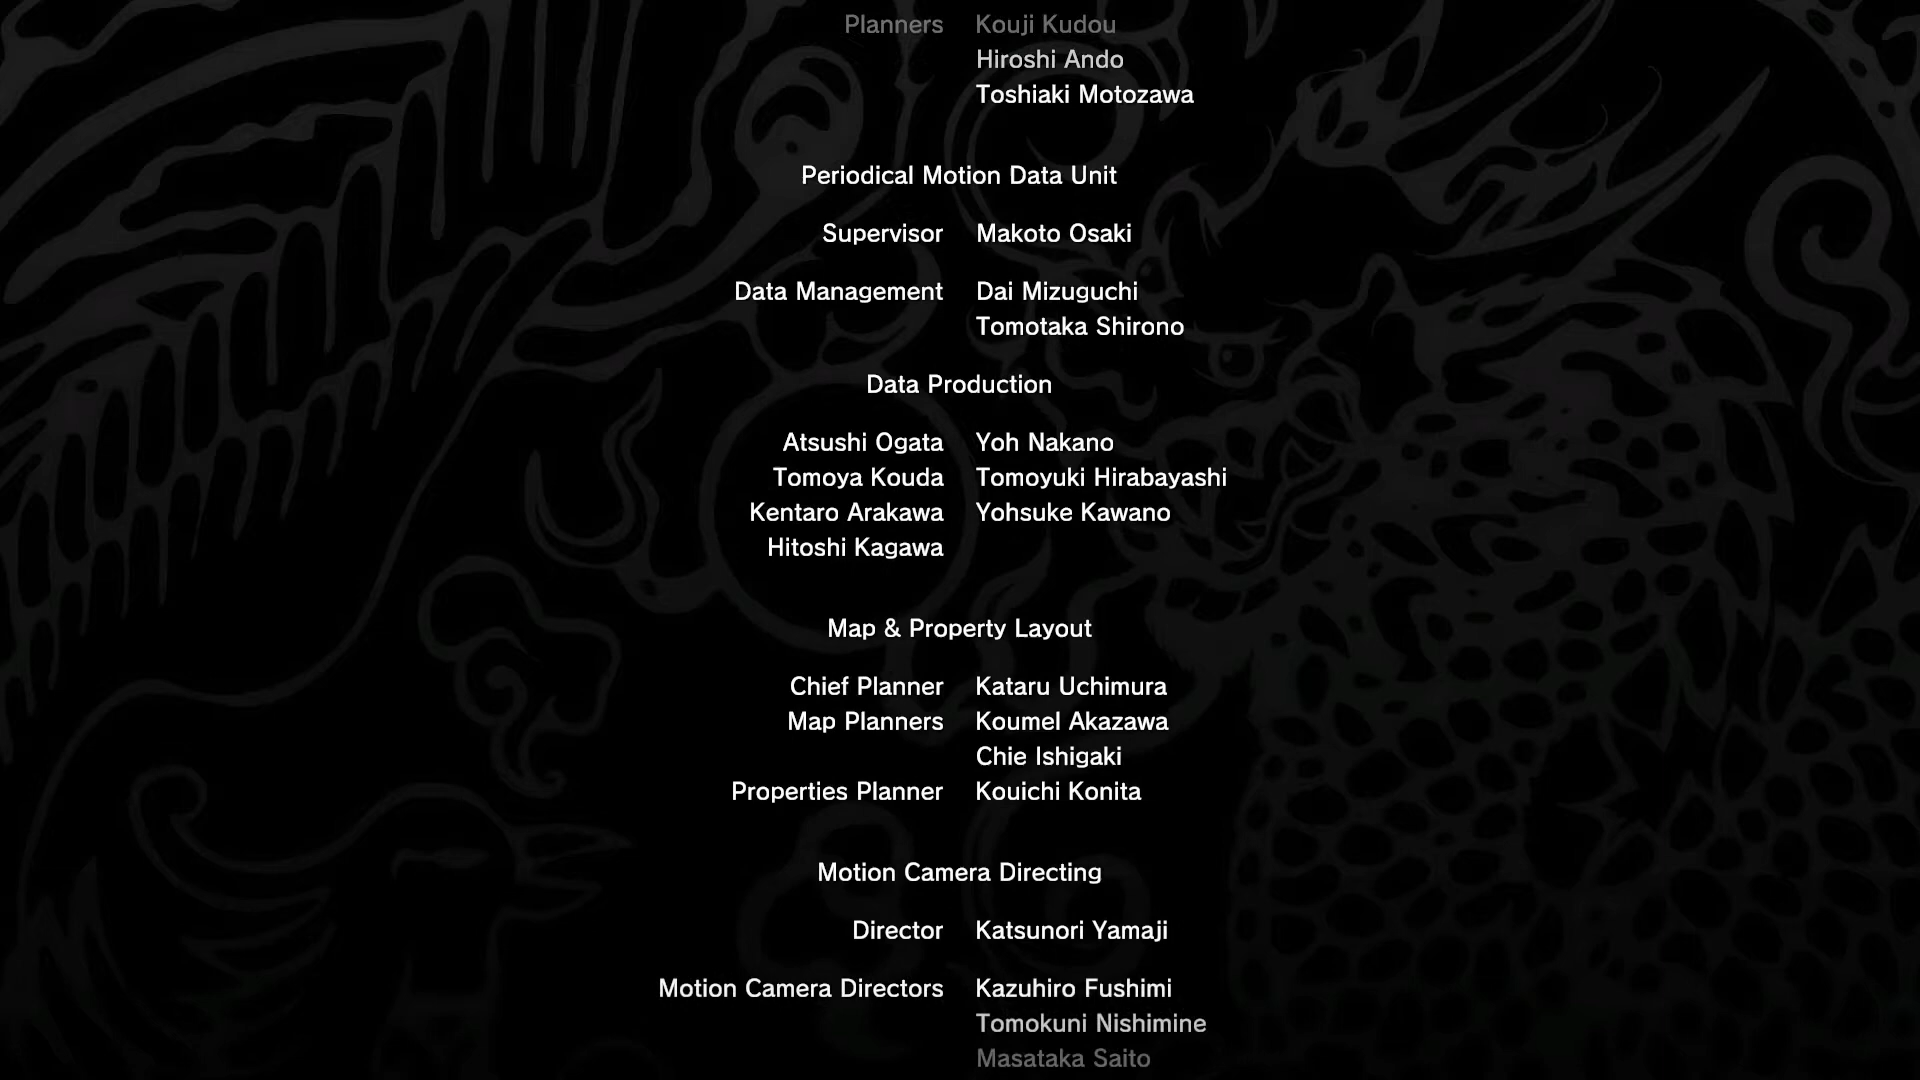 Planners Kouji Kudou
Hiroshi Ando
Toshiaki Motozawa
Periodical Motion Data Unit
Supervisor Makoto Osaki
Data Management Dai Mizuguchi
Tomotaka Shirono
Data Production
Atsushi Ogata Yoh Nakano
Tomoya Kouda Tomoyuki Hirabayashi
Kentaro Arakawa Yohsuke Kawano
Hitoshi Kagawa
Map & Property Layout
Chief Planner Kataru Uchimura
Map Planners Koumel Akazawa
Chie Ishigaki
Properties Planner Kouichi Konita
Motion Camera Directing
Director Katsunori Yamaji
Motion Camera Directors Kazuhiro Fushimi
Tomokuni Nishimine
Masataka Saito